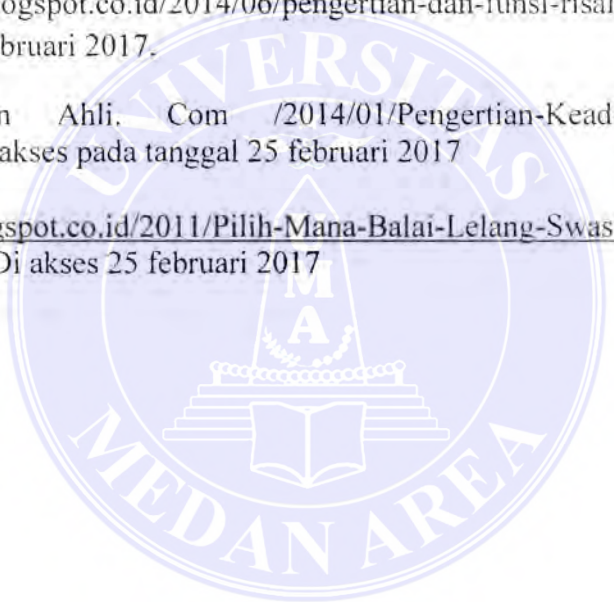 ogspot.co.id/2014/06/pengertian-dan-funsi-risal
bruari 2017.
n Ahli. Com /2014/01/Pengertian-Kead
akses pada tanggal 25 februari 2017
gspot.co.id/2011/Pilih-Mana-Balai-Lelang-Swas
Di akses 25 februari 2017
UNIVERSITAS
M
A
MEDAN AREA